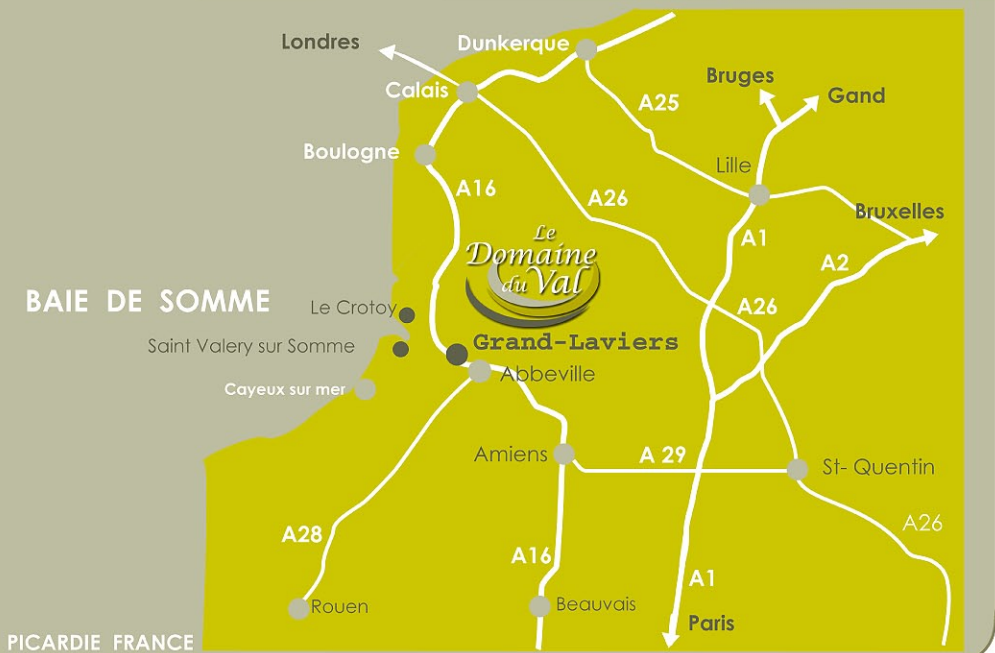 Londres
Dunkerque
Bruges
Calais
Gand
A25
Boulogne
Lille
A16
A26
Bruxelles
Le
Domaine
du Val
A1
A2
BAIE DE SOMME
Le Crotoy
A26
Saint Valery sur Somme
Grand-Laviers
Abbeville
Cayeux sur mer
Amiens
A 29
St- Quentin
A28
A26
A16
A1
Rouen
Beauvais
Paris
PICARDIE FRANCE